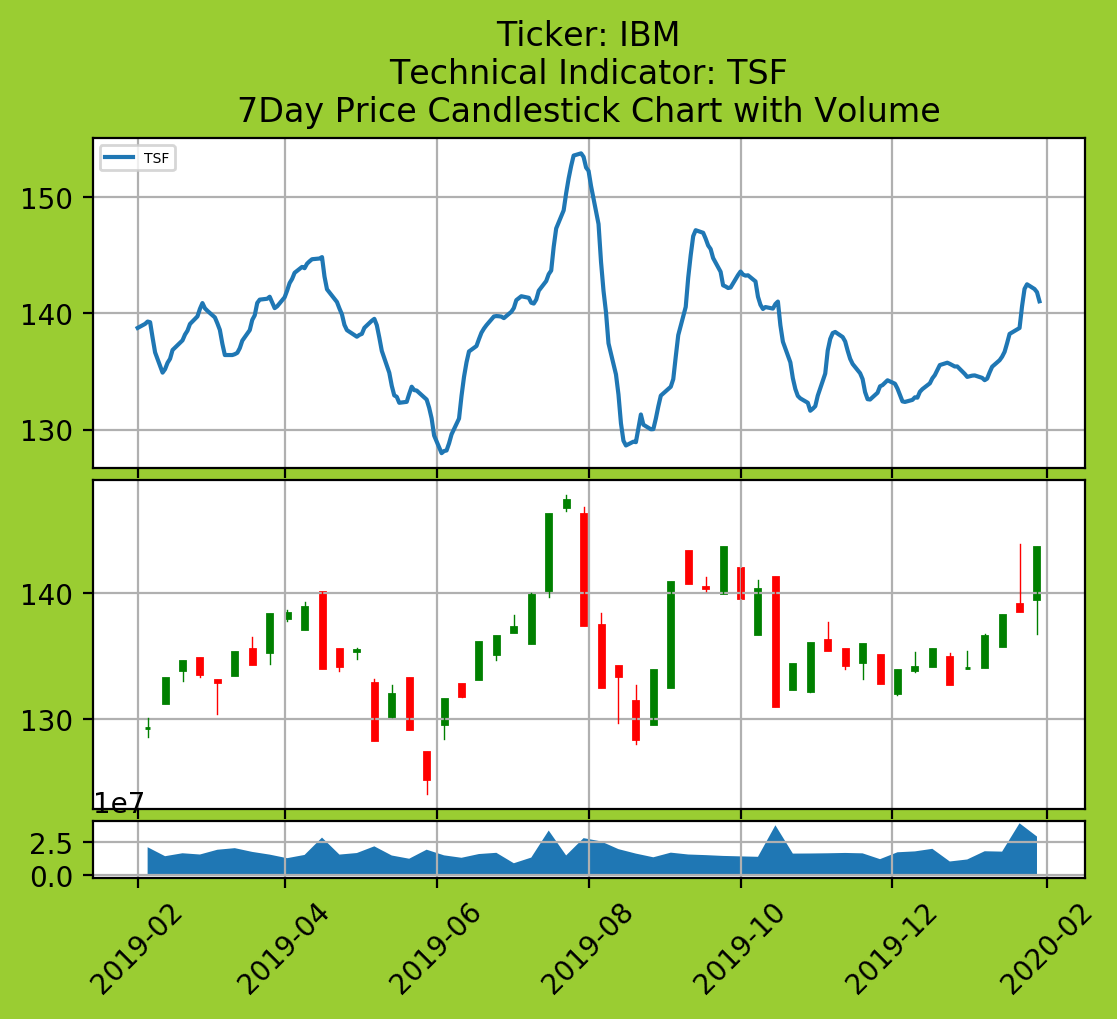 Ticker: IBM
Technical Indicator: TSF
7Day Price Candlestick Chart with Volume
TSF
150
140
130
140
130
1e7
2.5
0.0
2019-02
2019-04
2019-06
2019-08
2019-10
2019-12
2020-02